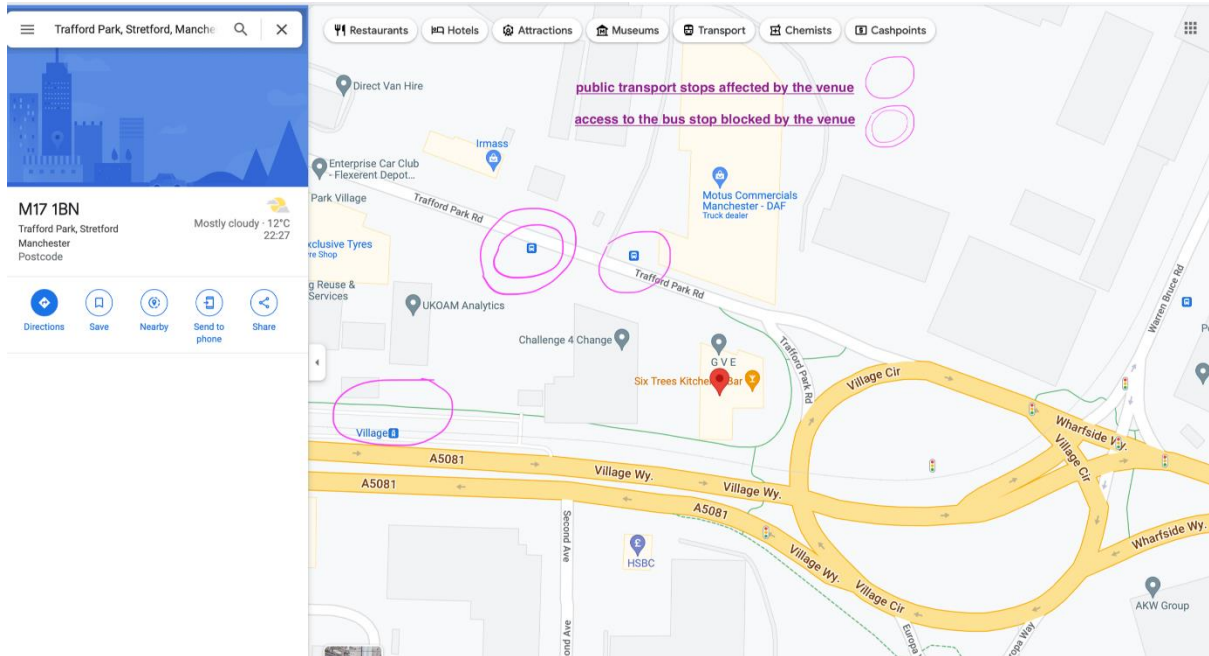 Trafford Park, Stretford, Manche
Restaurants
Hotels
Attractions
Museums
Transport
Chemists
Cashpoints
M17 1BN
Trafford Park, Stretford
Manchester
Postcode
Mostly cloudy · 12°C
22:27
Directions
Save
Nearby
Send to
phone
Share
public transport stops affected by the venue
access to the bus stop blocked by the venue
Direct Van Hire
Irmass
Enterprise Car Club
- Flexerent Depot...
Park Village
Trafford Park Rd
Motus Commercials
Manchester - DAF
Truck dealer
xclusive Tyres
re Shop
g Reuse &
Services
UKOAM Analytics
Trafford Park Rd
Warren Bruce Rd
Challenge 4 Change
G V E
Six Trees Kitchen
Bar
Trafford Park Rd
Village Cir
Wharfside Wy.
Village Cir
Village
A5081
Village Wy.
Village Wy.
A5081
A5081
Second Ave
HSBC
£
Village Wy.
Village Cir
Wharfside Wy.
AKW Group
ond Ave
Europa
opa Way